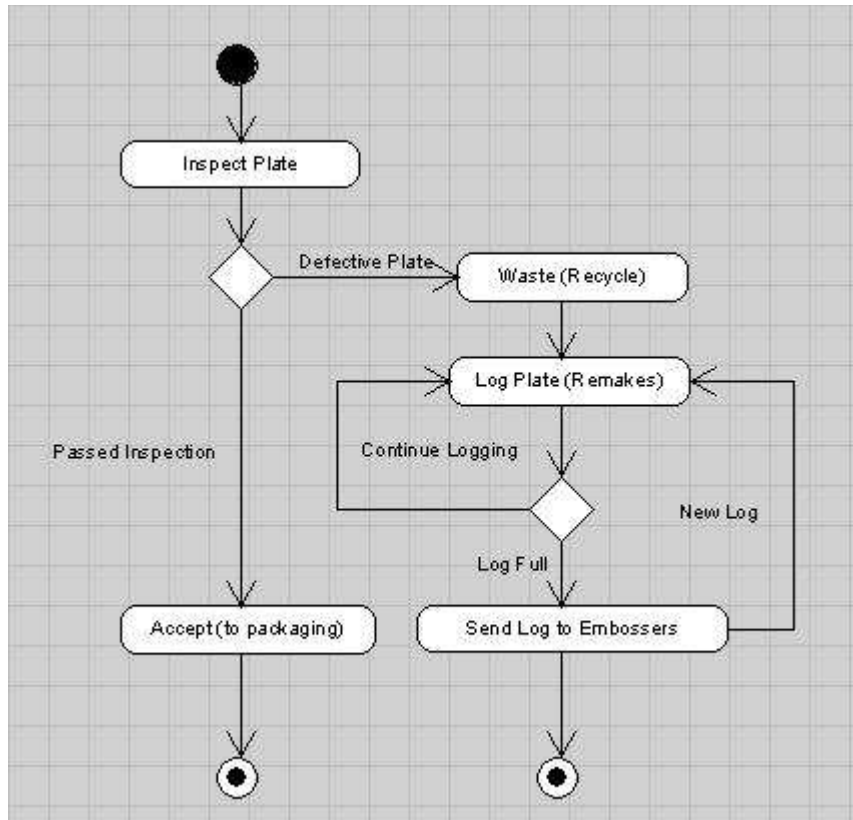 Inspect Plate
Defective Plate
Waste (Recycle)
Log Plate (Remakes)
Passed Inspection
Continue Logging
New Log
Log Full
Accept (to packaging)
Send Log to Embossers